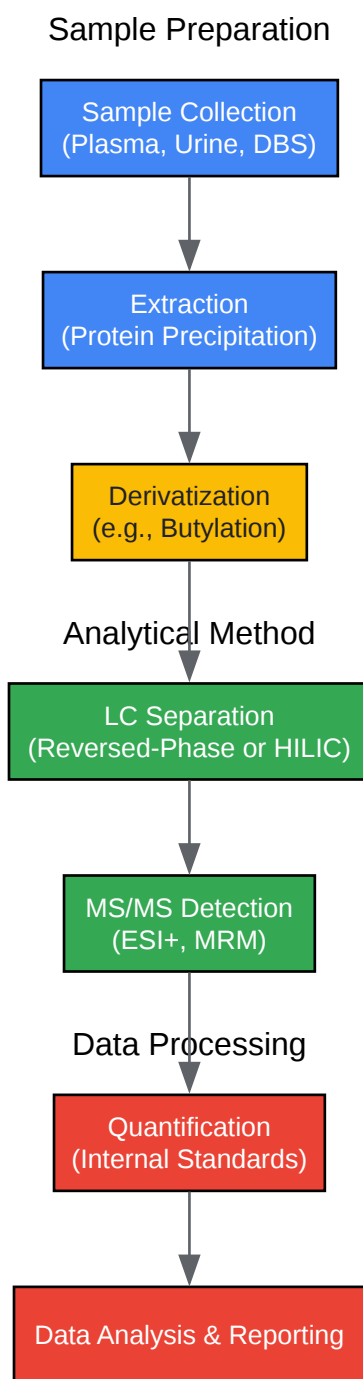 Sample Preparation
Sample Collection
(Plasma, Urine, DBS)
Extraction
(Protein Precipitation)
Derivatization
(e.g., Butylation)
Analytical Method
LC Separation
(Reversed-Phase or HILIC)
MS/MS Detection
(ESI+, MRM)
Data Processing
Quantification
(Internal Standards)
Data Analysis & Reporting